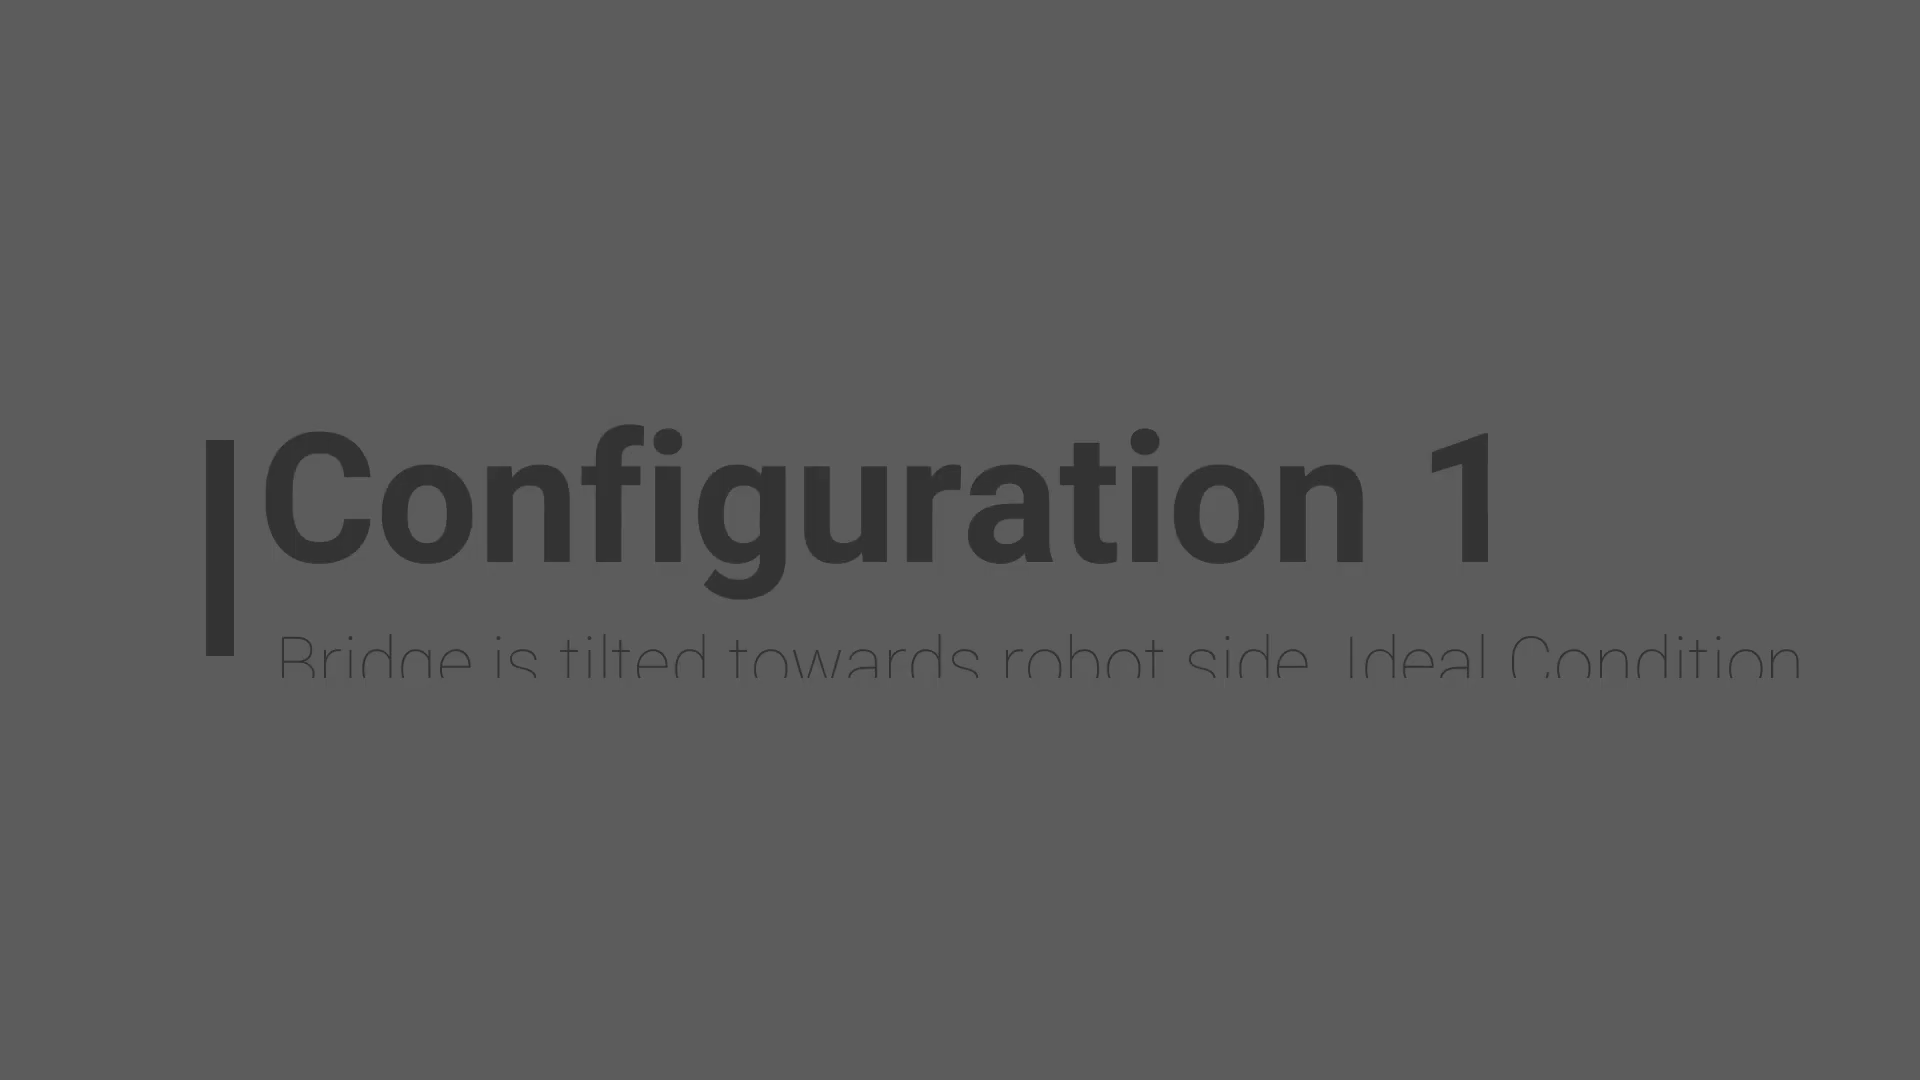 Configuration 1
Bridge is tilted towards robot side. Ideal Condition